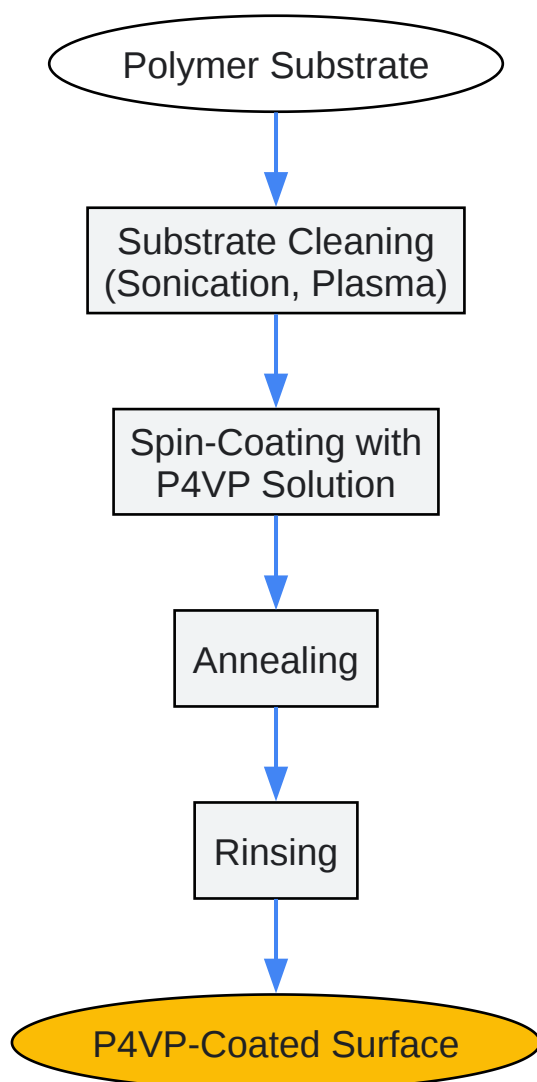 Polymer Substrate
Substrate Cleaning
(Sonication, Plasma)
Spin-Coating with
P4VP Solution
Annealing
Rinsing
P4VP-Coated Surface